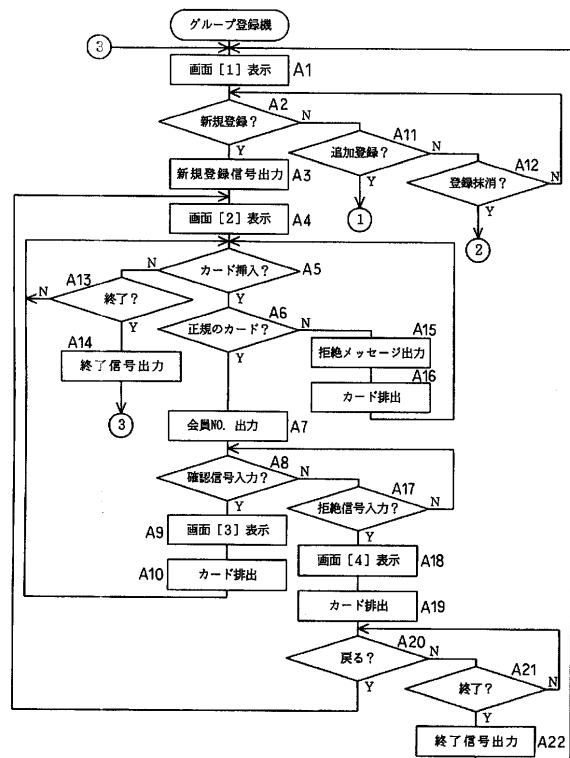 グループ登録機
3
画面[1]表示 A1
新規登録? A2
N
Y
追加登録? A11
N
Y
登録抹消? A12
N
Y
1
2
新規登録信号出力 A3
画面[2]表示 A4
カード挿入? A5
N
Y
終了? A13
N
Y
正規のカード? A6
N
Y
終了信号出力 A14
3
拒絶メッセージ出力 A15
カード排出 A16
会員NO. 出力 A7
確認信号入力? A8
N
Y
拒絶信号入力? A17
N
Y
画面[3]表示 A9
カード排出 A10
画面[4]表示 A18
カード排出 A19
戻る? A20
N
Y
終了? A21
N
Y
終了信号出力 A22